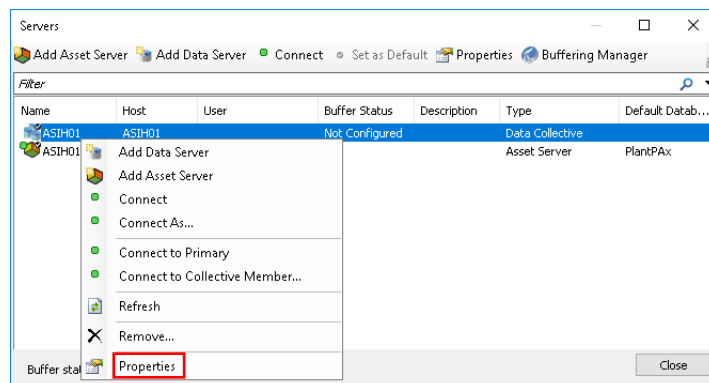 Servers
Add Asset Server Add Data Server Connect Set as Default Properties Buffering Manager
Filter
Name Host User Buffer Status Description Type Default Datab...
ASIH01 ASIH01 Not Configured Data Collective
ASIH01 Asset Server PlantPAx
Add Data Server
Add Asset Server
Connect
Connect As...
Connect to Primary
Connect to Collective Member...
Refresh
Remove...
Properties
Buffer stat
Close